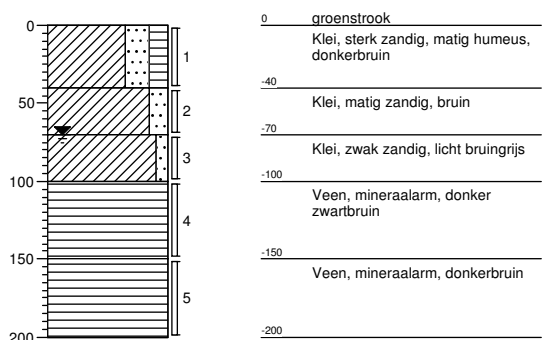 0
50
100
150
200
1
2
3
4
5
0 groenstrook
Klei, sterk zandig, matig humeus,
donkerbruin
-40
Klei, matig zandig, bruin
-70
Klei, zwak zandig, licht bruingrijs
-100
Veen, mineraalarm, donker
zwartbruin
-150
Veen, mineraalarm, donkerbruin
-200